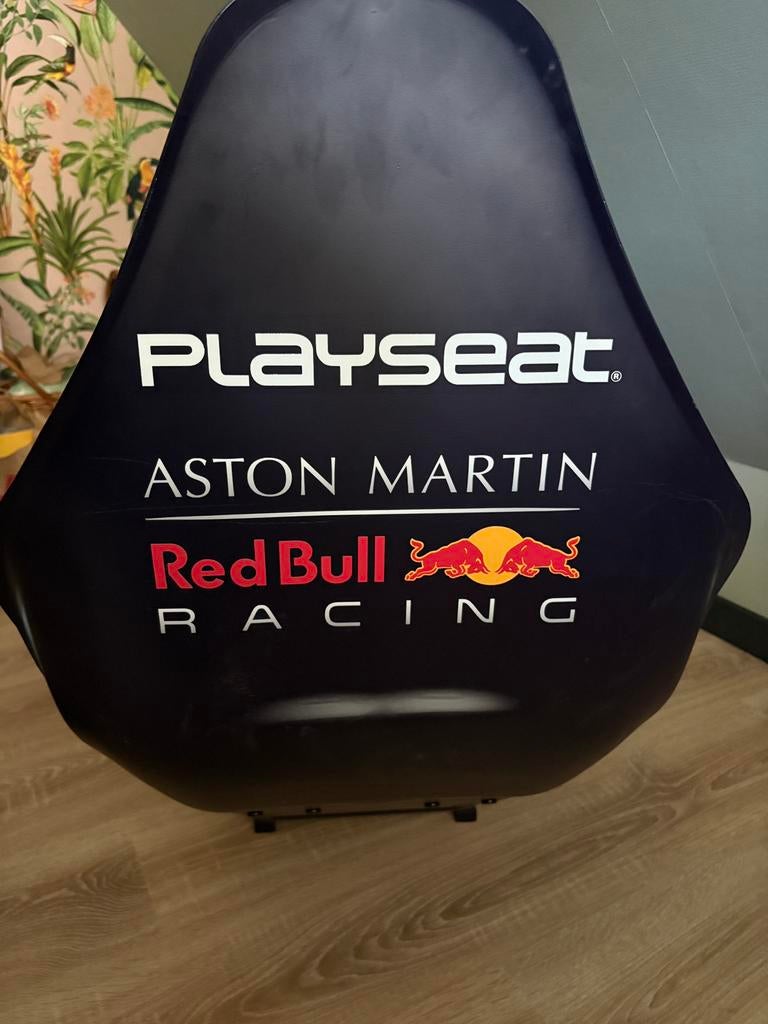 PLAYSEAT®
ASTON MARTIN
Red Bull
RACING